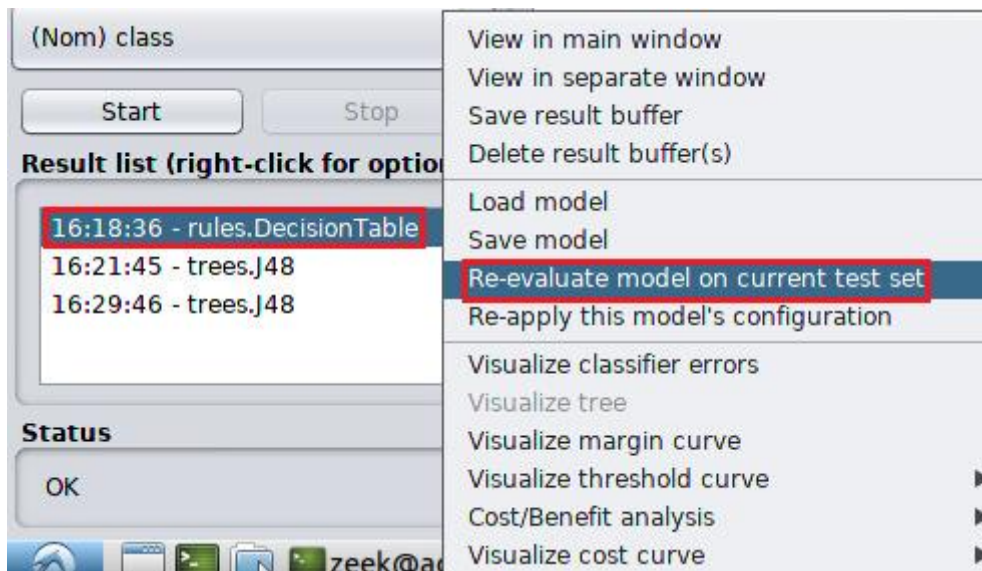 (Nom) class
Start
Stop
Result list (right-click for optio
16:18:36 - rules.DecisionTable
16:21:45 - trees.J48
16:29:46 - trees.J48
Status
OK
zeek@ad
View in main window
View in separate window
Save result buffer
Delete result buffer(s)
Load model
Save model
Re-evaluate model on current test set
Re-apply this model's configuration
Visualize classifier errors
Visualize tree
Visualize margin curve
Visualize threshold curve
Cost/Benefit analysis
Visualize cost curve